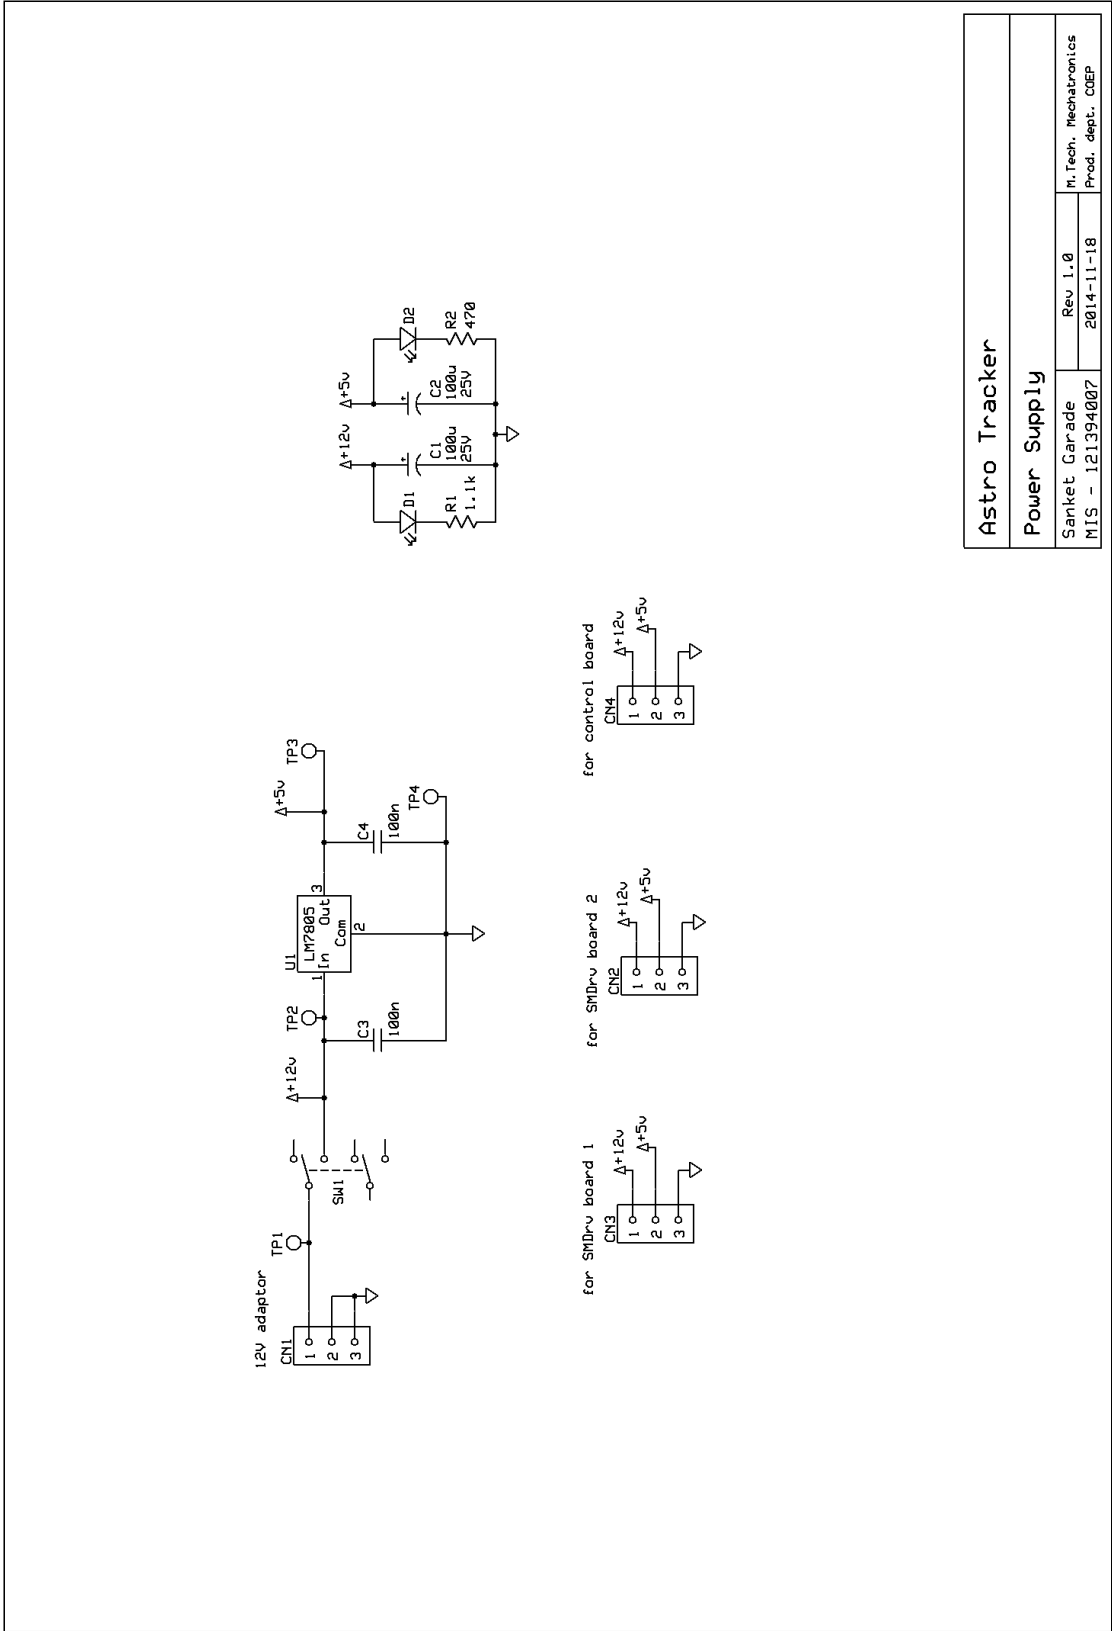 12V adaptor
CN1
1
2
3
TP1
SW1
+12v
TP2
C3
100n
U1
LM7805
1
In
Out
3
Com
2
+5v
TP3
C4
100n
TP4
+12v
+5v
D1
R1
1.1k
C1
100u
25V
C2
100u
25V
D2
R2
470
for SMDrv board 1
CN3
1
2
3
+12v
+5v
for SMDrv board 2
CN2
1
2
3
+12v
+5v
for control board
CN4
1
2
3
+12v
+5v
Astro Tracker
Power Supply
Sanket Garade
MIS - 121394007
Rev 1.0
2014-11-18
M.Tech. Mechatronics
Prod. dept. COEP